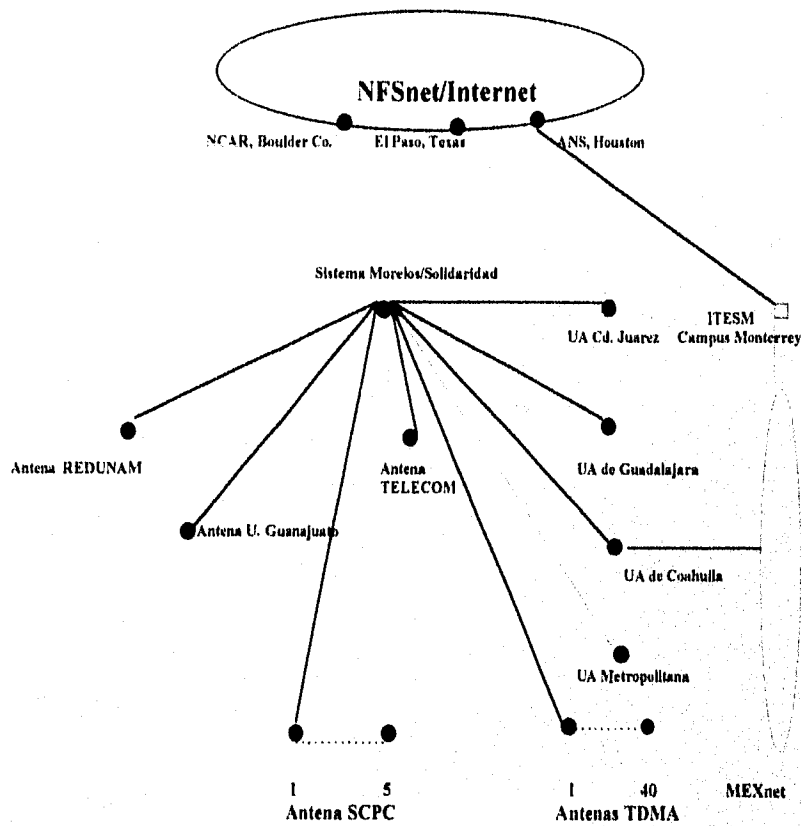 NFSnet/Internet
NCAR, Boulder Co.
El Paso, Texas
ANS, Houston
Sistema Morelos/Solidaridad
UA Cd. Juarez
ITESM
Campus Monterrey
Antena REDUNAM
Antena
TELECOM
UA de Guadalajara
Antena U. Guanajuato
UA de Coahuila
UA Metropolitana
1
5
1
40
MEXnet
Antena SCPC
Antenas TDMA